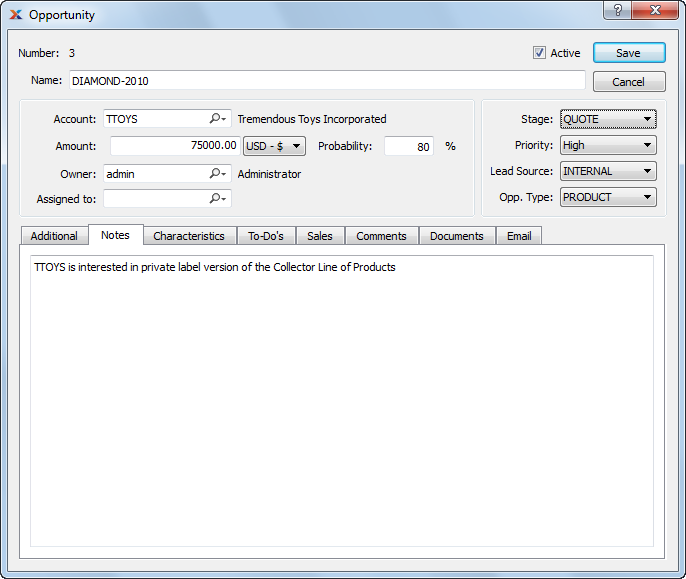 Opportunity
Number: 3
Active
Save
Name: DIAMOND-2010
Cancel
Account: TTOYS Tremendous Toys Incorporated
Amount: 75000.00 USD - $ Probability: 80 %
Owner: admin Administrator
Assigned to:
Stage: QUOTE
Priority: High
Lead Source: INTERNAL
Opp. Type: PRODUCT
Additional Notes Characteristics To-Do's Sales Comments Documents Email
TTOYS is interested in private label version of the Collector Line of Products